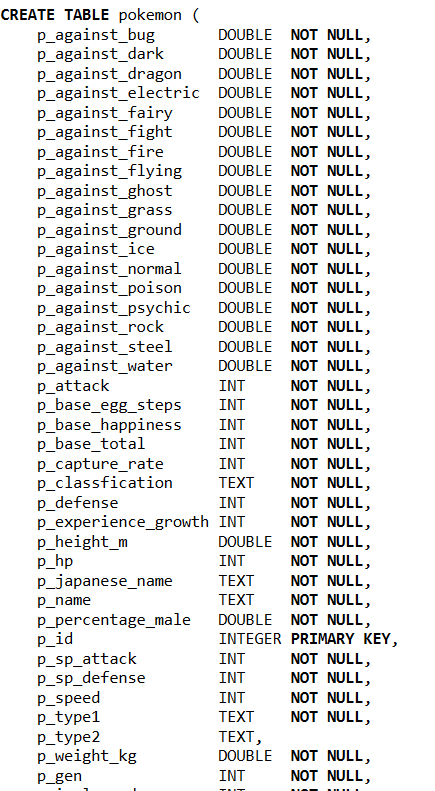 CREATE TABLE pokemon (
p_against_bug DOUBLE NOT NULL,
p_against_dark DOUBLE NOT NULL,
p_against_dragon DOUBLE NOT NULL,
p_against_electric DOUBLE NOT NULL,
p_against_fairy DOUBLE NOT NULL,
p_against_fight DOUBLE NOT NULL,
p_against_fire DOUBLE NOT NULL,
p_against_flying DOUBLE NOT NULL,
p_against_ghost DOUBLE NOT NULL,
p_against_grass DOUBLE NOT NULL,
p_against_ground DOUBLE NOT NULL,
p_against_ice DOUBLE NOT NULL,
p_against_normal DOUBLE NOT NULL,
p_against_poison DOUBLE NOT NULL,
p_against_psychic DOUBLE NOT NULL,
p_against_rock DOUBLE NOT NULL,
p_against_steel DOUBLE NOT NULL,
p_against_water DOUBLE NOT NULL,
p_attack INT NOT NULL,
p_base_egg_steps INT NOT NULL,
p_base_happiness INT NOT NULL,
p_base_total INT NOT NULL,
p_capture_rate INT NOT NULL,
p_classfication TEXT NOT NULL,
p_defense INT NOT NULL,
p_experience_growth INT NOT NULL,
p_height_m DOUBLE NOT NULL,
p_hp INT NOT NULL,
p_japanese_name TEXT NOT NULL,
p_name TEXT NOT NULL,
p_percentage_male DOUBLE NOT NULL,
p_id INTEGER PRIMARY KEY,
p_sp_attack INT NOT NULL,
p_sp_defense INT NOT NULL,
p_speed INT NOT NULL,
p_type1 TEXT NOT NULL,
p_type2 TEXT,
p_weight_kg DOUBLE NOT NULL,
p_gen INT NOT NULL,